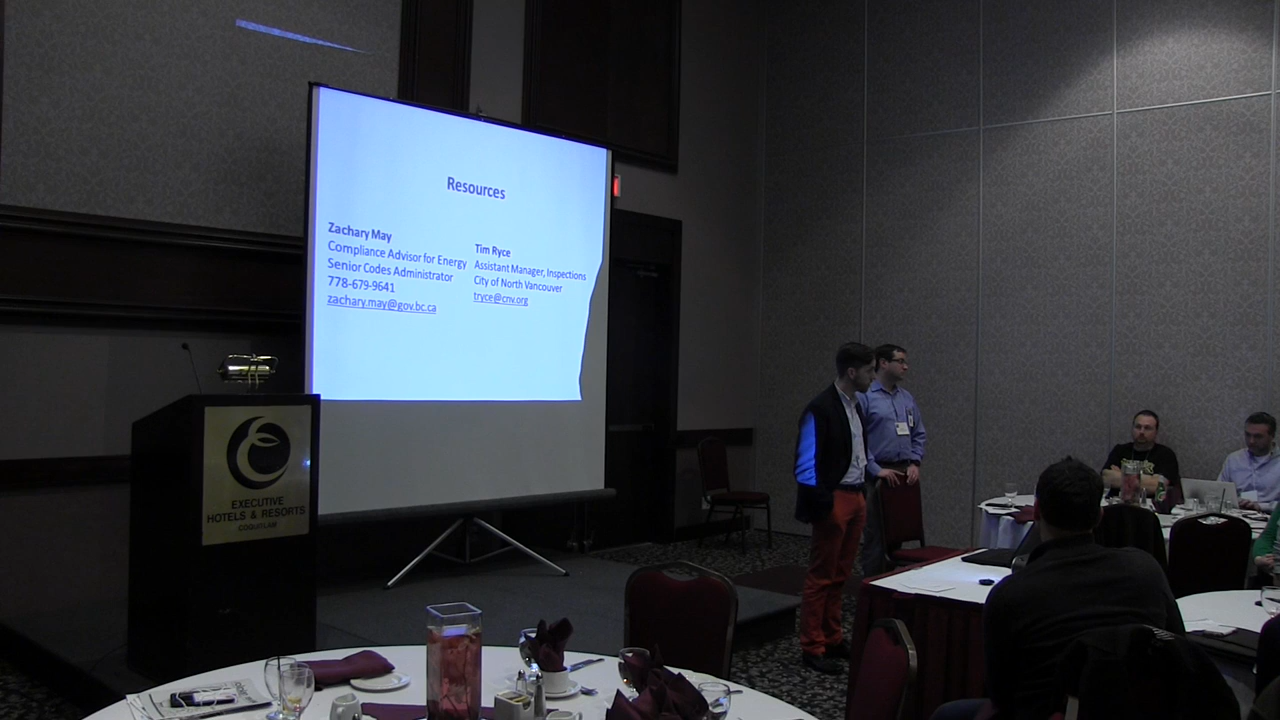 Resources
Zachary May
Compliance Advisor for Energy
Senior Codes Administrator
778-679-9641
zachary.may@gov.bc.ca
Tim Ryce
Assistant Manager, Inspections
City of North Vancouver
tryce@cnv.org
EXECUTIVE
HOTELS & RESORTS
COQUITLAM